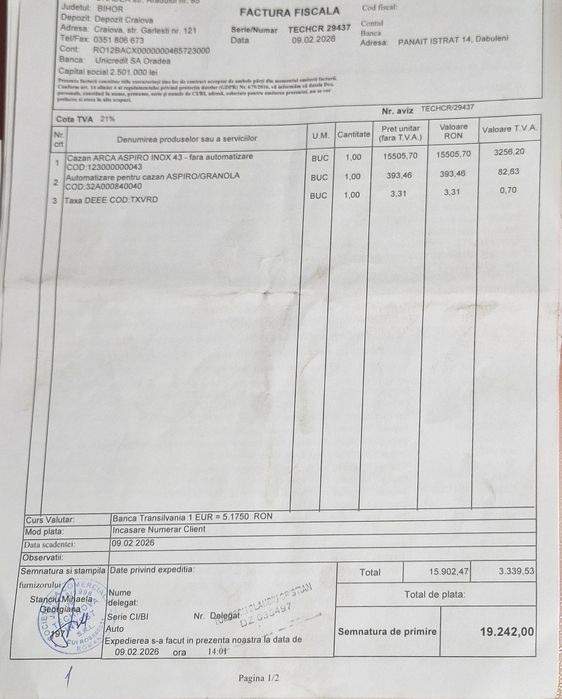 Judetul: BIHOR
Depozit: Depozit Craiova
Adresa: Craiova, str. Garlesti nr. 121
Tel/Fax: 0351 806 673
Cont: RO12BACX0000000485723000
Banca: Unicredit SA Oradea
Capital social 2.501.000 lei
FACTURA FISCALA
Serie/Numar TECHCR 29437
Data 09.02.2026
Cod fiscal:
Contul
Banca
Adresa: PANAIT ISTRAT 14, Dabuleni
Nr. aviz TECHCR/29437
Cota TVA 21%
Nr. crt Denumirea produselor sau a serviciilor U.M. Cantitate Pret unitar (fara T.V.A.) Valoare RON Valoare T.V.A.
1 Cazan ARCA ASPIRO INOX 43 - fara automatizare BUC 1,00 15505,70 15505,70 3256,20
COD:123000000043
2 Automatizare pentru cazan ASPIRO/GRANOLA BUC 1,00 393,46 393,46 82,63
COD:32A000840040
3 Taxa DEEE COD:TXVRD BUC 1,00 3,31 3,31 0,70
Curs Valutar: Banca Transilvania 1 EUR = 5.1750 RON
Mod plata: Incasare Numerar Client
Data scadentei: 09.02.2026
Observatii:
Semnatura si stampila furnizorului
Stanciu Mihaela Georgiana
Date privind expeditia:
Nume delegat:
Serie CI/BI Nr. Delegat
DZ 635497
Auto
Expedierea s-a facut in prezenta noastra la data de
09.02.2026 ora 14:01
Total 15.902,47 3.339,53
Total de plata:
Semnatura de primire 19.242,00
1
Pagina 1/2